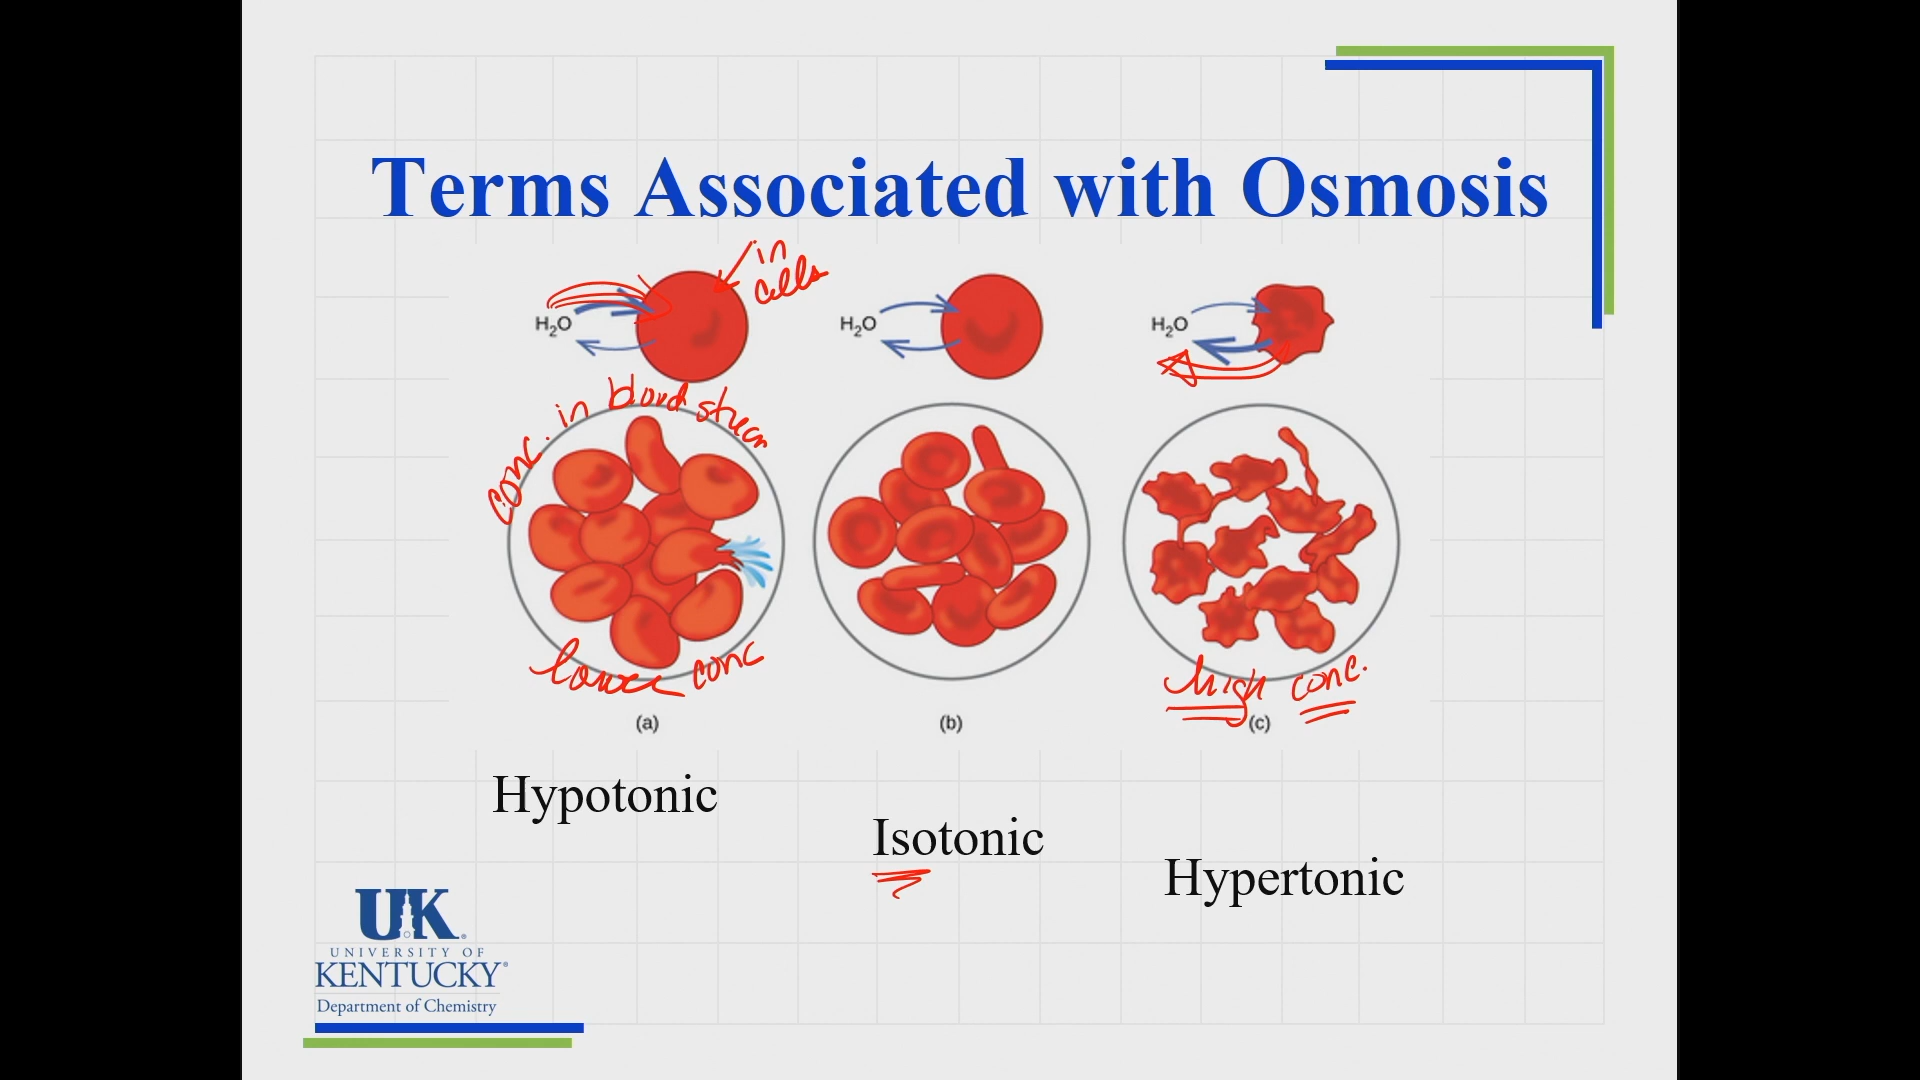 Terms Associated with Osmosis
in
cells
H₂O
H₂O
H₂O
conc. in blood stream
lower conc
high conc.
(a)
(b)
(c)
Hypotonic
Isotonic
Hypertonic
UK
UNIVERSITY OF
KENTUCKY
Department of Chemistry